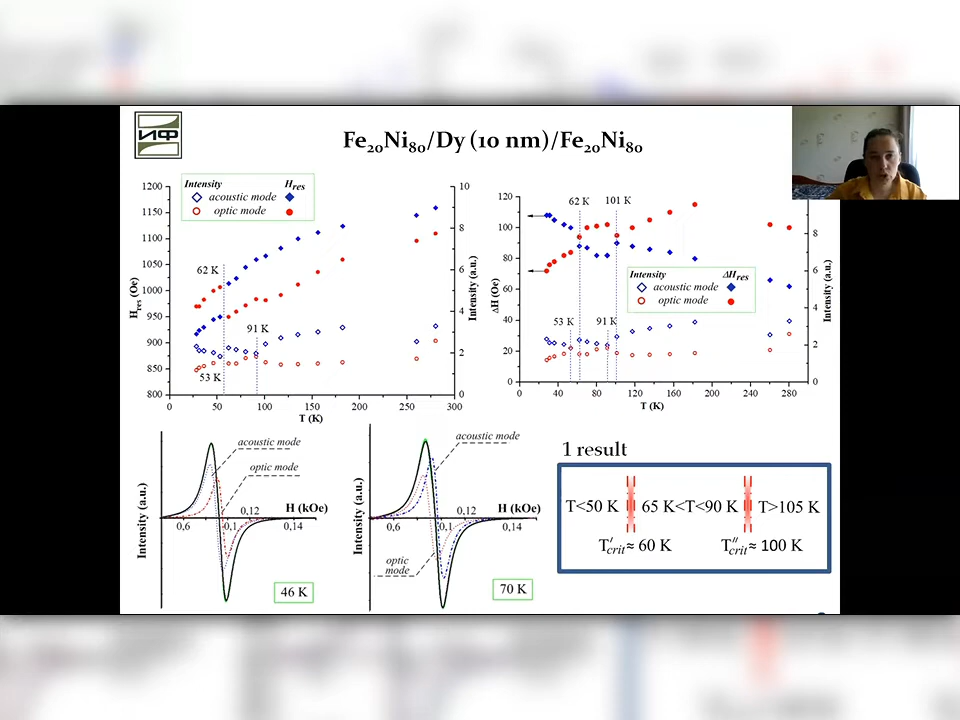 ИФ
Fe₂₀Ni₈₀/Dy (10 nm)/Fe₂₀Ni₈₀
Intensity Hres
acoustic mode
optic mode
1200
1150
1100
1050
1000
950
900
850
800
Hres (Oe)
10
8
6
4
2
0
Intensity (a.u.)
62 K
91 K
53 K
0 50 100 150 200 250 300
T (K)
120
100
80
60
40
20
0
ΔH (Oe)
62 K 101 K
Intensity ΔHres
acoustic mode
optic mode
53 K 91 K
8
6
4
2
0
Intensity (a.u.)
0 40 80 120 160 200 240 280
T (K)
acoustic mode
optic mode
Intensity (a.u.)
H (kOe)
0,6 0,1 0,12 0,14
46 K
acoustic mode
optic
mode
Intensity (a.u.)
H (kOe)
0,6 0,1 0,12 0,14
70 K
1 result
T<50 K 65 K<T<90 K T>105 K
T′crit ≈ 60 K T″crit ≈ 100 K